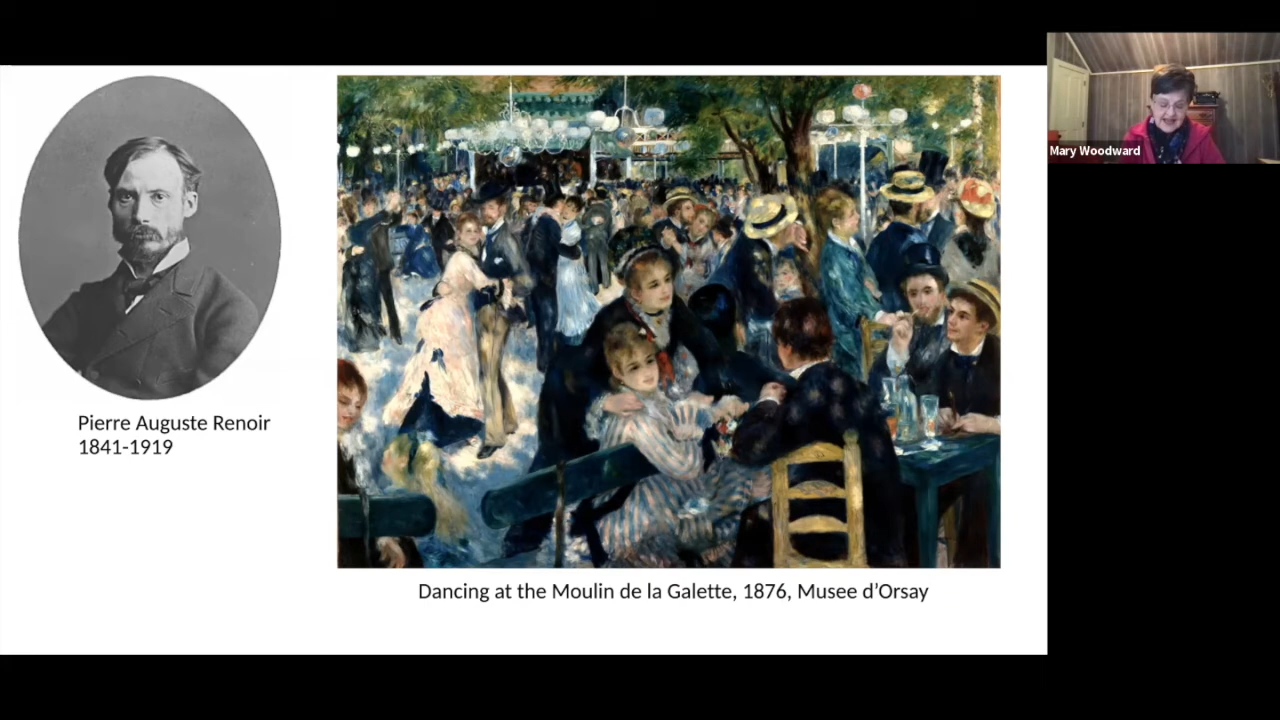 Mary Woodward
Pierre Auguste Renoir
1841-1919
Dancing at the Moulin de la Galette, 1876, Musee d’Orsay